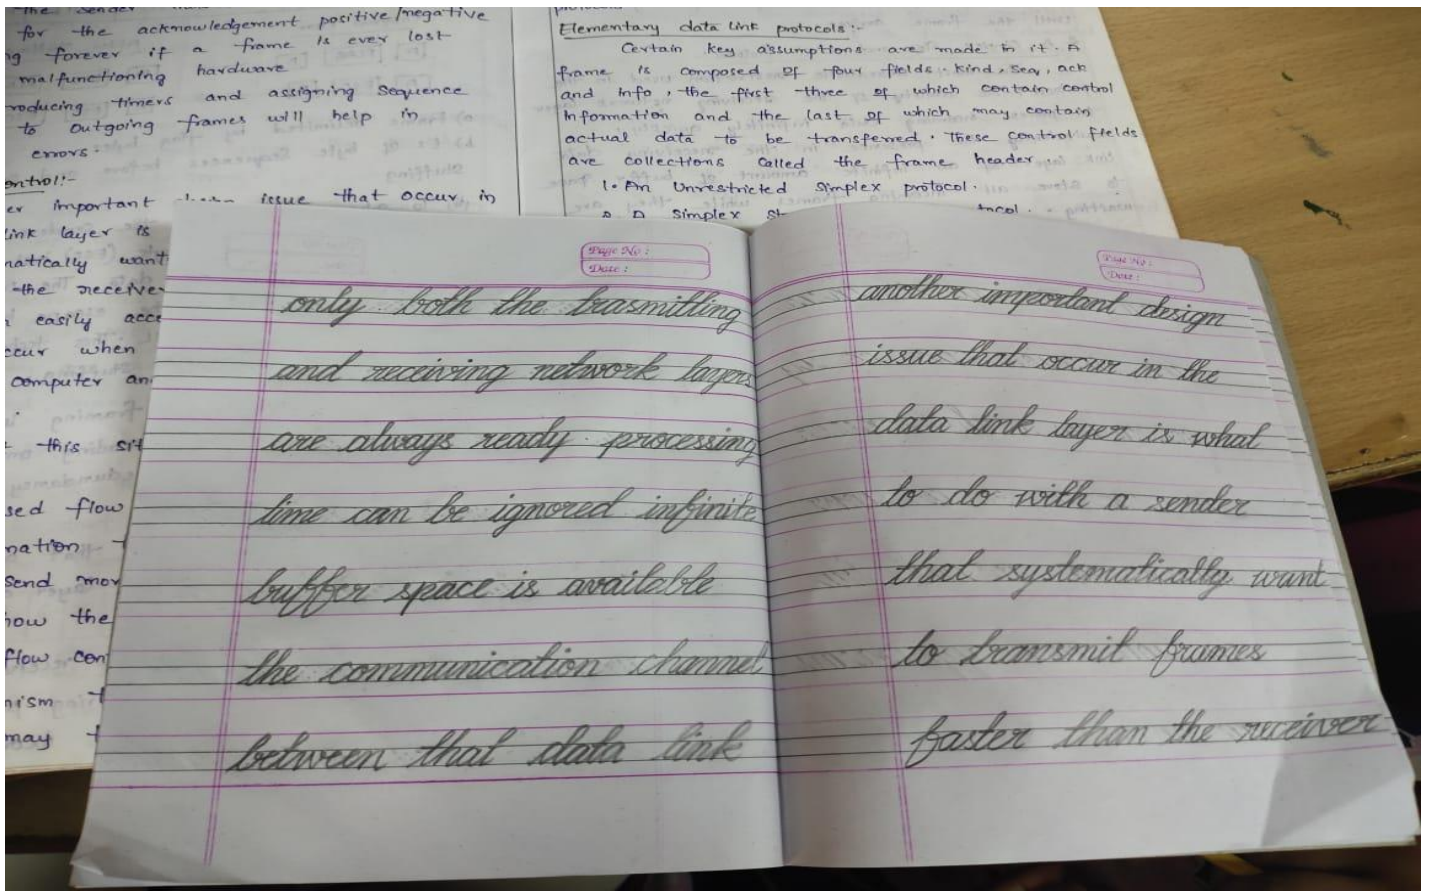 for the acknowledgement positive/negative
forever if a frame is ever lost
malfunctioning hardware
timers and assigning sequence
to outgoing frames will help in
errors.
important issue that occur in
link layer is
want
the
easily
when
computer
this
flow
Send
the
flow
may
Elementary data link protocols:-
Certain key assumptions are made in it. A
frame is composed of four fields. kind, seq, ack
and info, the first three of which contain control
Information and the last of which may contain
actual data to be transferred. These control fields
are collections called the frame header.
1. An Unrestricted Simplex protocol.
Simplex
Page No :
Date :
only both the trasmitting
and receiving network layers
are always ready. processing
time can be ignored infinite
buffer space is available
the communication channel
between that data link
Page No :
Date :
another important design
issue that occur in the
data link layer is what
to do with a sender
that systematically want
to transmit frames
faster than the receiver